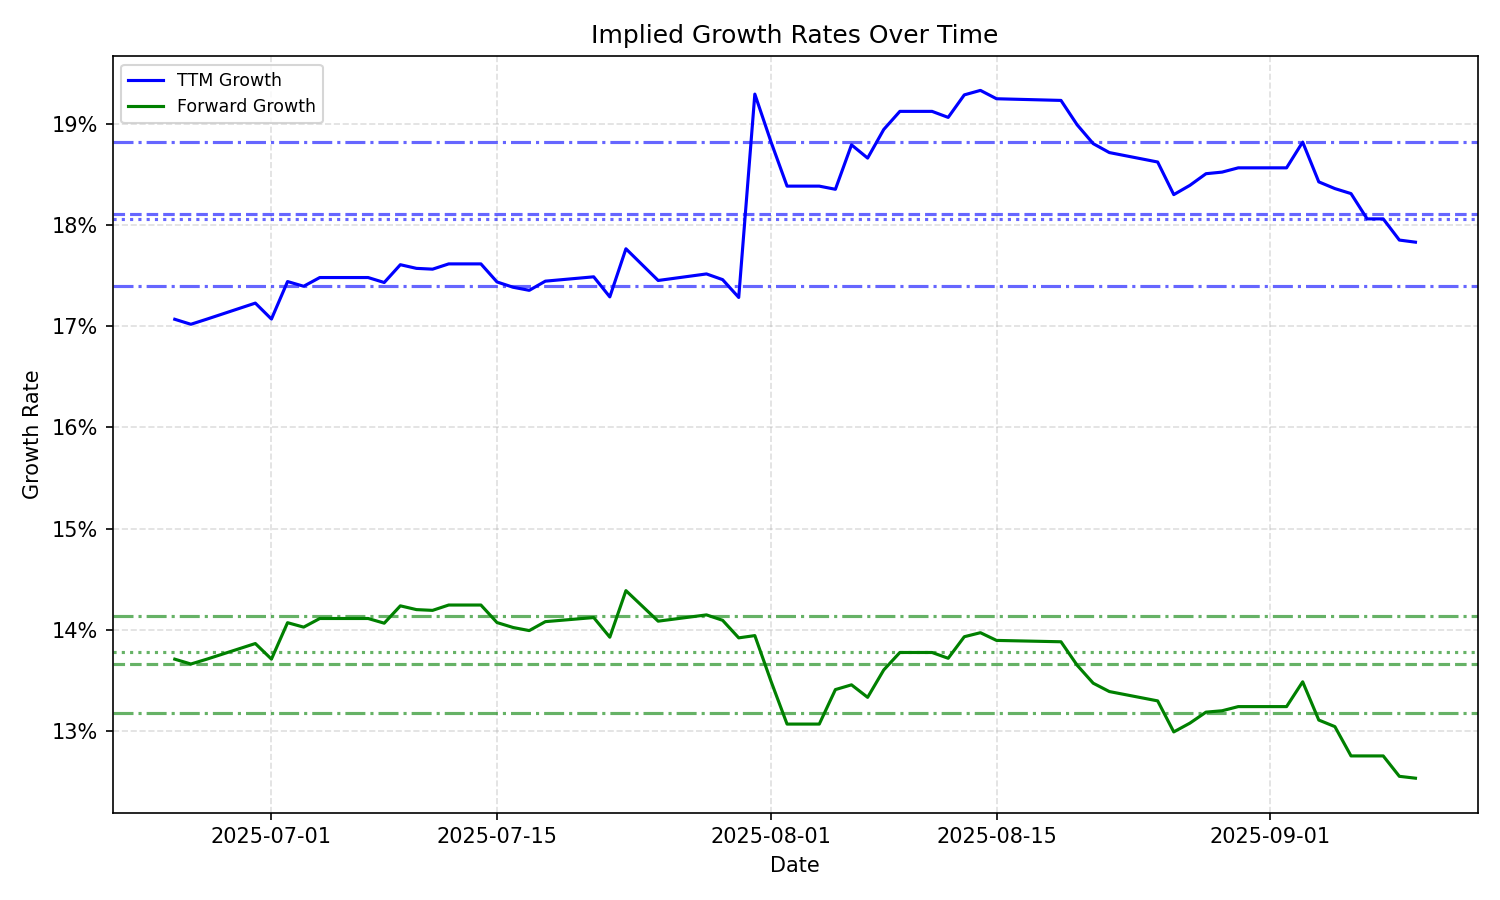 Implied Growth Rates Over Time
TTM Growth
Forward Growth
19%
18%
17%
16%
15%
14%
13%
Growth Rate
2025-07-01
2025-07-15
2025-08-01
2025-08-15
2025-09-01
Date